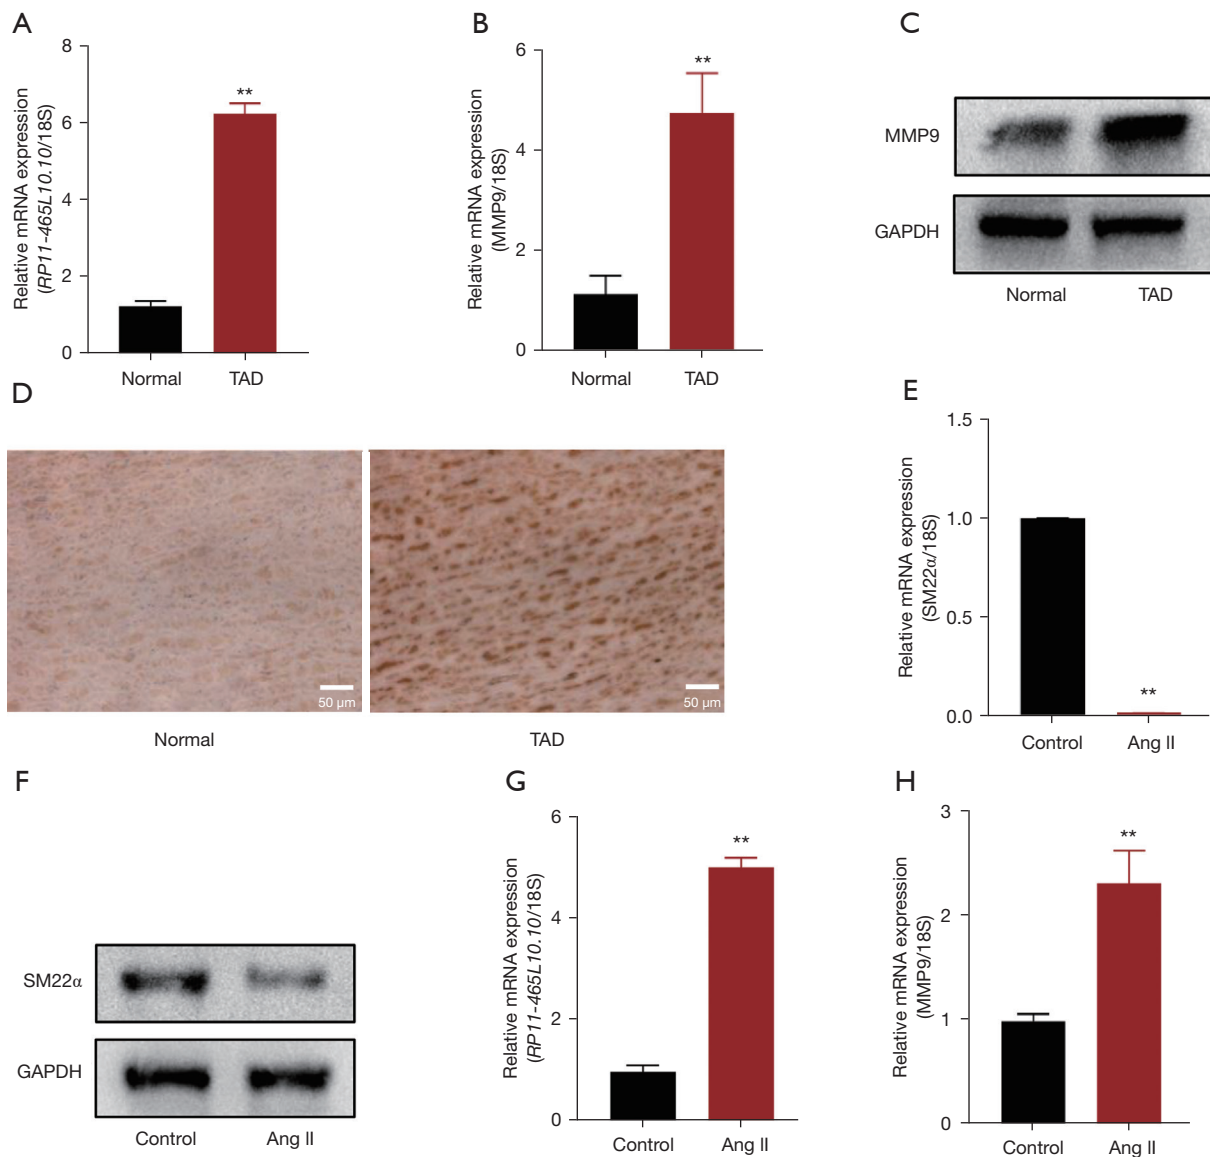 A
Relative mRNA expression
(RP11-465L10.10/18S)
8
6
4
2
0
**
Normal
TAD
B
Relative mRNA expression
(MMP9/18S)
6
4
2
0
**
Normal
TAD
C
MMP9
GAPDH
Normal
TAD
D
50 µm
50 µm
Normal
TAD
E
Relative mRNA expression
(SM22α/18S)
1.5
1.0
0.5
0.0
**
Control
Ang II
F
SM22α
GAPDH
Control
Ang II
G
Relative mRNA expression
(RP11-465L10.10/18S)
6
4
2
0
**
Control
Ang II
H
Relative mRNA expression
(MMP9/18S)
3
2
1
0
**
Control
Ang II